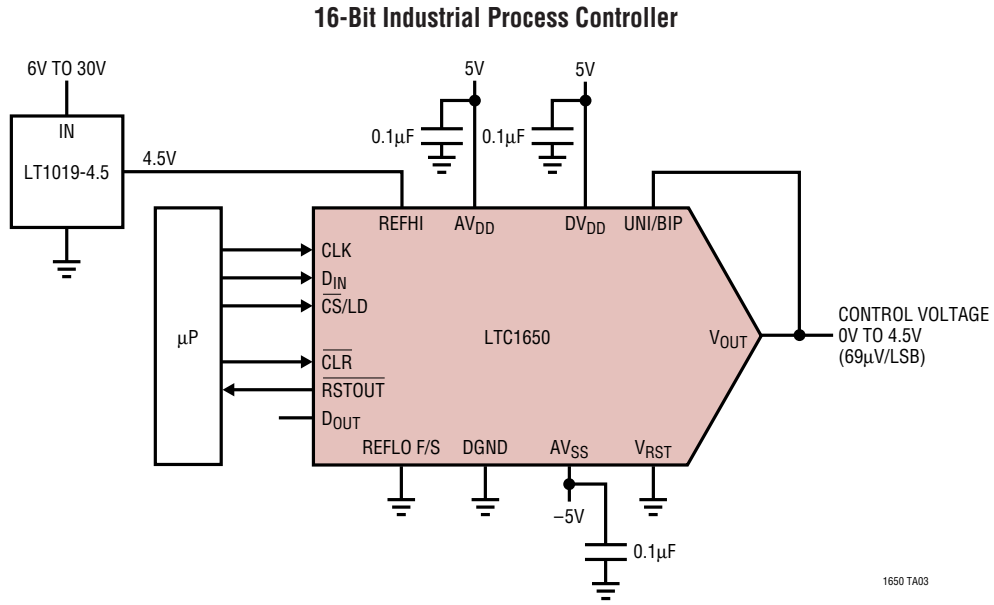 16-Bit Industrial Process Controller
6V TO 30V
IN
LT1019-4.5
4.5V
5V
5V
0.1µF
0.1µF
REFHI
AVDD
DVDD
UNI/BIP
µP
CLK
DIN
CS/LD
CLR
RSTOUT
DOUT
LTC1650
VOUT
CONTROL VOLTAGE
0V TO 4.5V
(69µV/LSB)
REFLO F/S
DGND
AVSS
VRST
–5V
0.1µF
1650 TA03